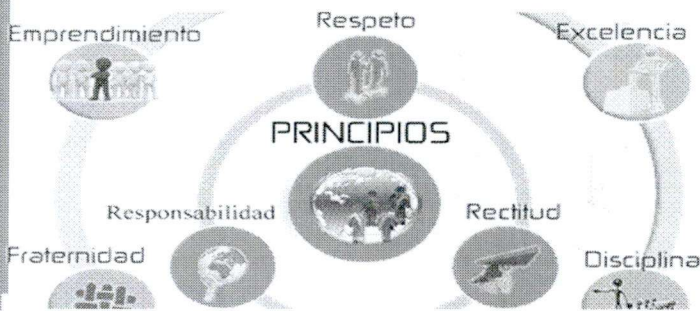 Respeto
Emprendimiento
Excelencia
PRINCIPIOS
Responsabilidad
Rectitud
Fraternidad
Disciplina